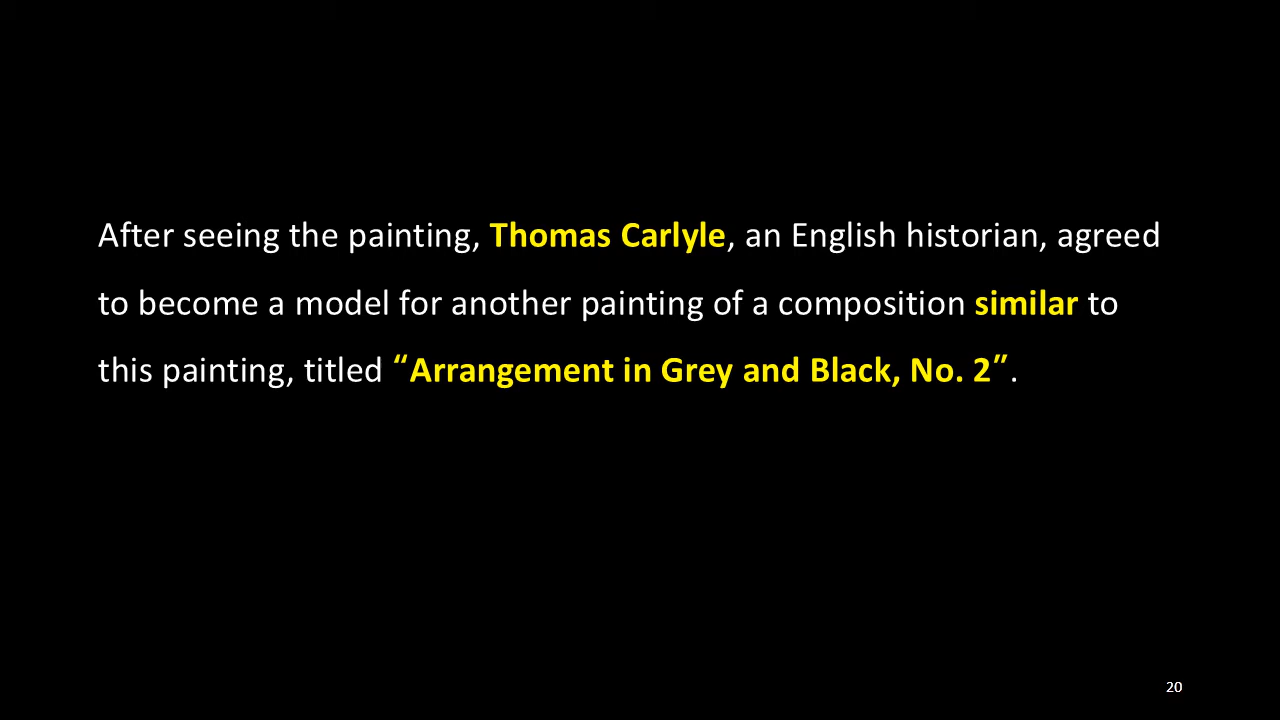 After seeing the painting, Thomas Carlyle, an English historian, agreed
to become a model for another painting of a composition similar to
this painting, titled “Arrangement in Grey and Black, No. 2”.
20